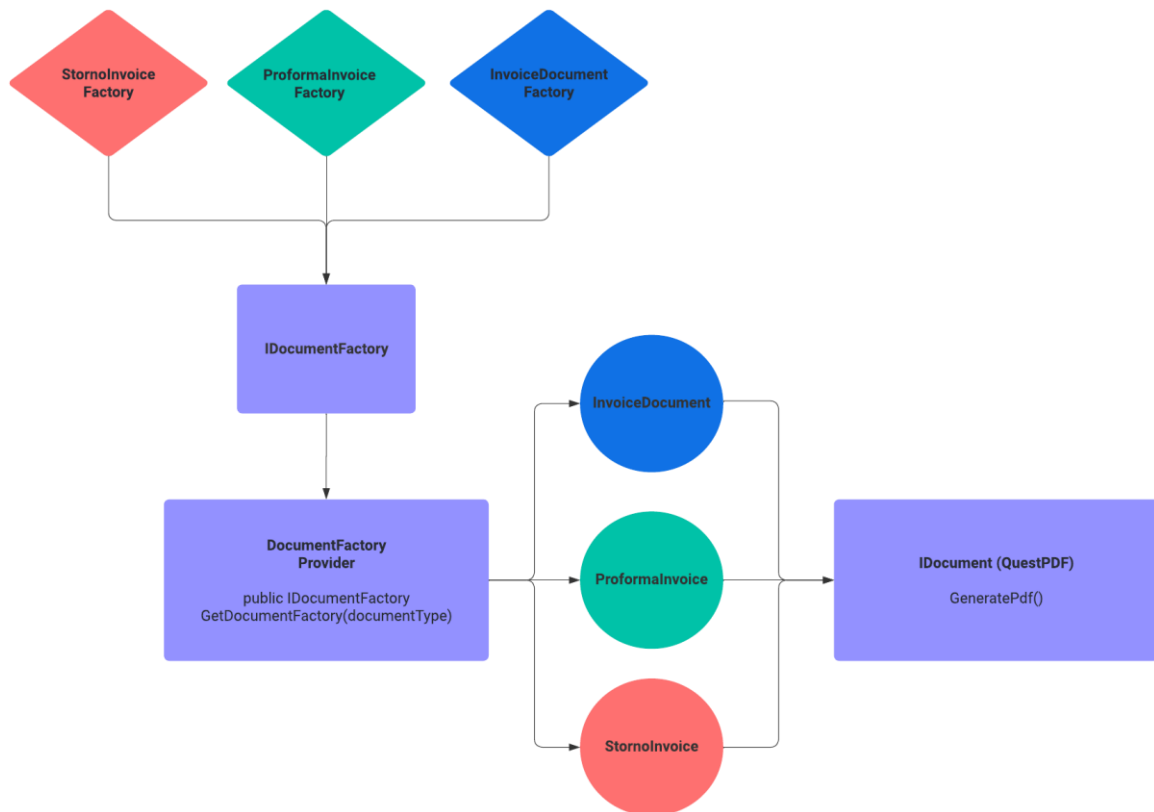 StornoInvoice
Factory
ProformaInvoice
Factory
InvoiceDocument
Factory
IDocumentFactory
InvoiceDocument
DocumentFactory
Provider
public IDocumentFactory
GetDocumentFactory(documentType)
ProformaInvoice
IDocument (QuestPDF)
GeneratePdf()
StornoInvoice